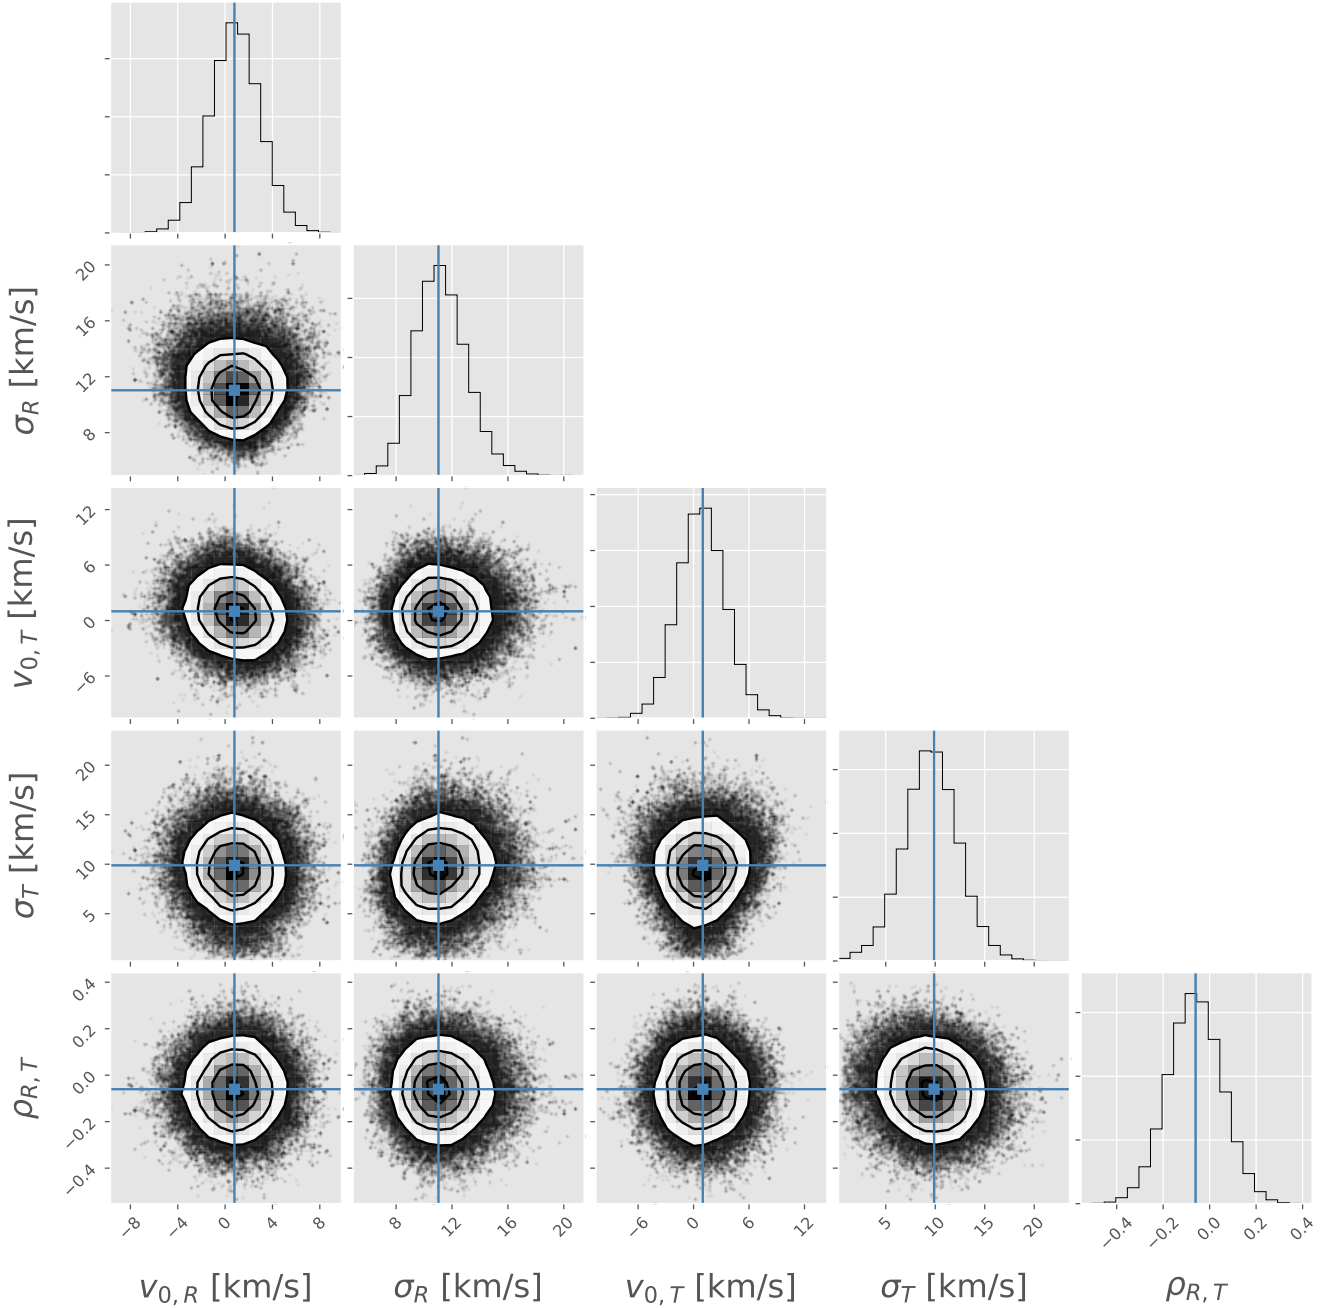 20
16
12
8
σ_R [km/s]
12
6
0
−6
v_{0,R} [km/s]
20
15
10
5
σ_T [km/s]
0.4
0.2
0.0
−0.2
−0.4
ρ_{R,T}
−8 −4 0 4 8
8 12 16 20
−6 0 6 12
5 10 15 20
−0.4 −0.2 0.0 0.2 0.4
v_{0,T} [km/s]
σ_R [km/s]
v_{0,T} [km/s]
σ_T [km/s]
ρ_{R,T}